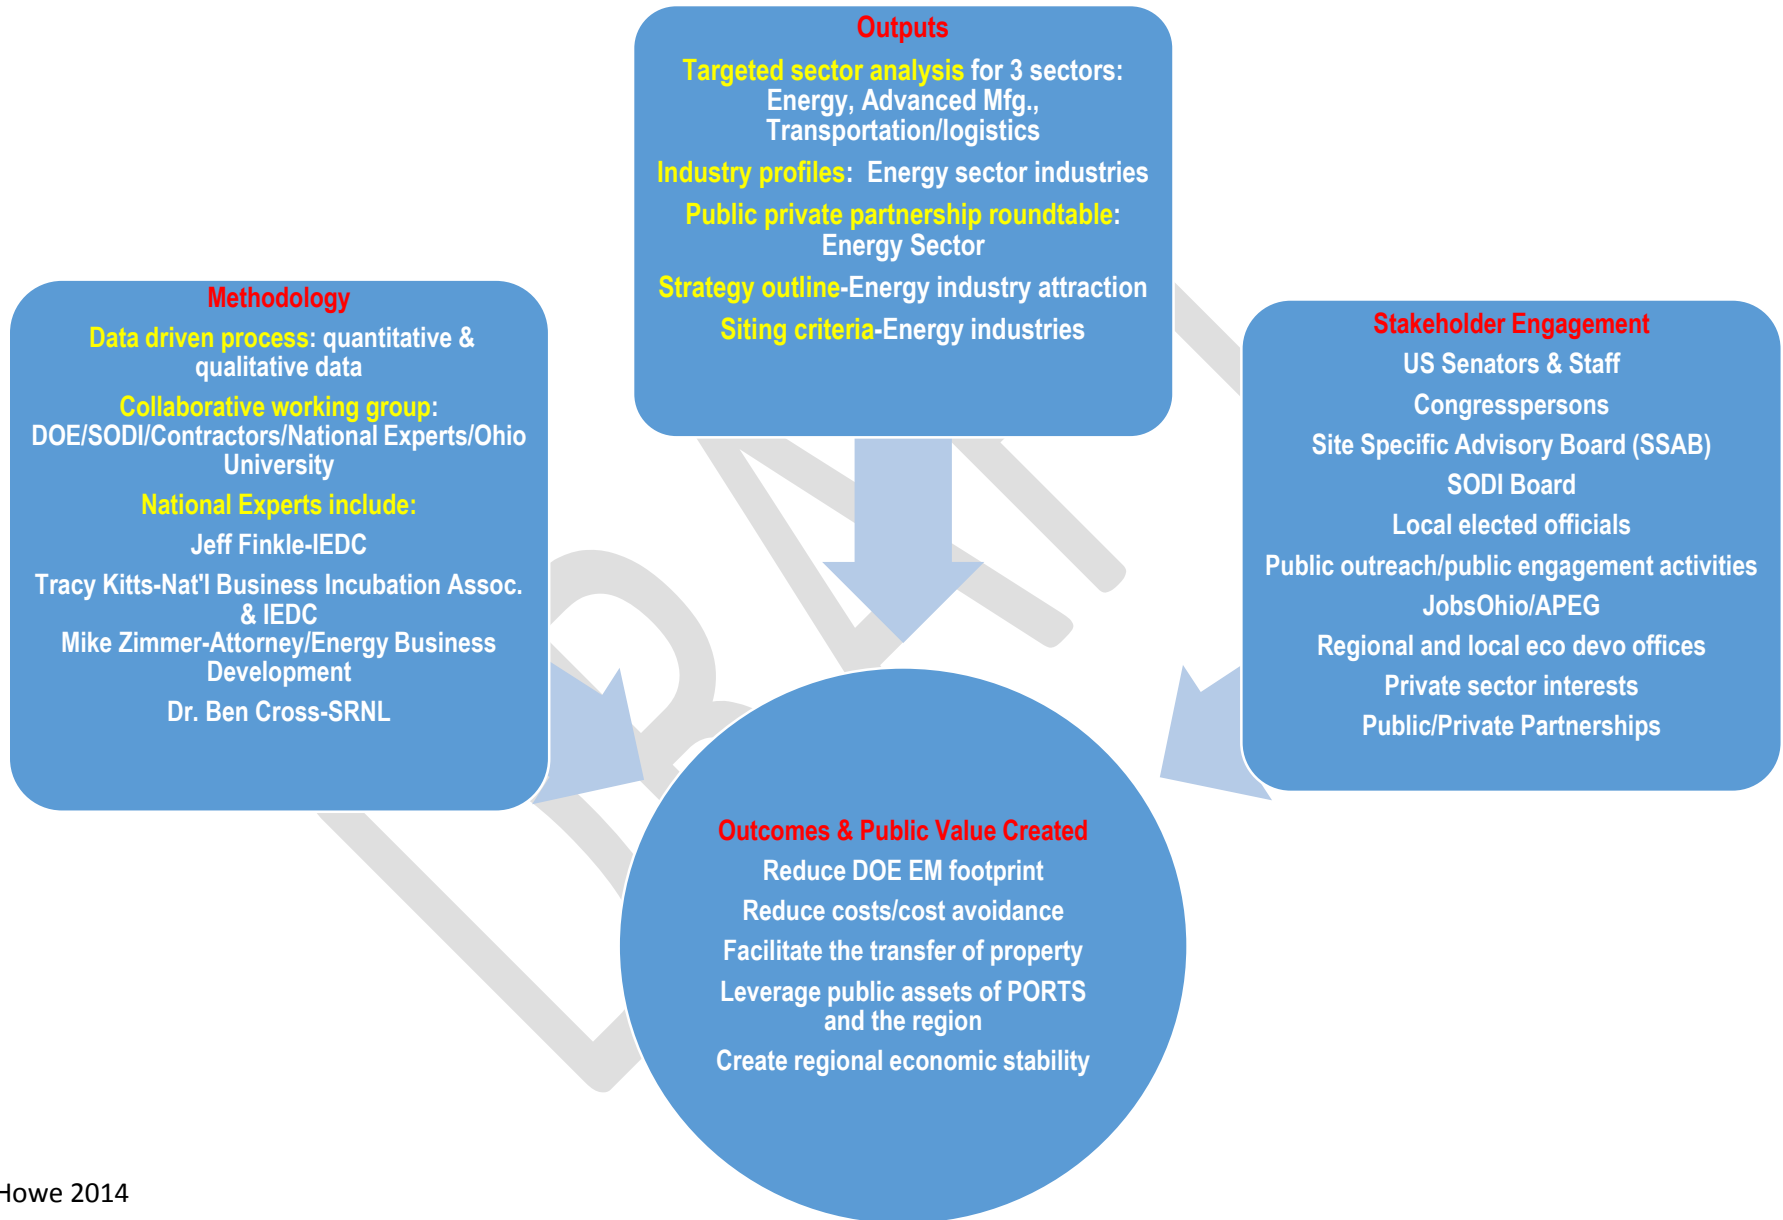 Outputs
Targeted sector analysis for 3 sectors:
Energy, Advanced Mfg.,
Transportation/logistics
Industry profiles:  Energy sector industries
Public private partnership roundtable:
Energy Sector
Strategy outline-Energy industry attraction
Siting criteria-Energy industries
Methodology
Data driven process: quantitative &
qualitative data
Collaborative working group:
DOE/SODI/Contractors/National Experts/Ohio
University
National Experts include:
Jeff Finkle-IEDC
Tracy Kitts-Nat'l Business Incubation Assoc.
& IEDC
Mike Zimmer-Attorney/Energy Business
Development
Dr. Ben Cross-SRNL
Stakeholder Engagement
US Senators & Staff
Congresspersons
Site Specific Advisory Board (SSAB)
SODI Board
Local elected officials
Public outreach/public engagement activities
JobsOhio/APEG
Regional and local eco devo offices
Private sector interests
Public/Private Partnerships
Outcomes & Public Value Created
Reduce DOE EM footprint
Reduce costs/cost avoidance
Facilitate the transfer of property
Leverage public assets of PORTS
and the region
Create regional economic stability
Howe 2014
DRAFT